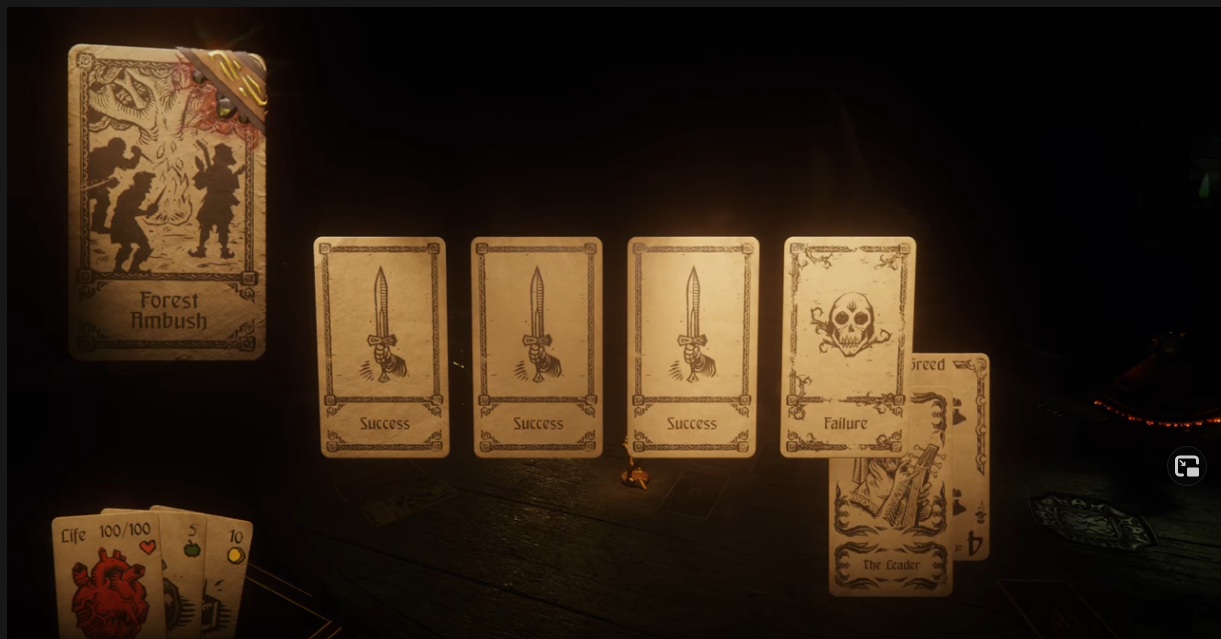 Forest
Ambush
Success
Success
Success
Failure
Greed
The Leader
Life 100/100
5
10